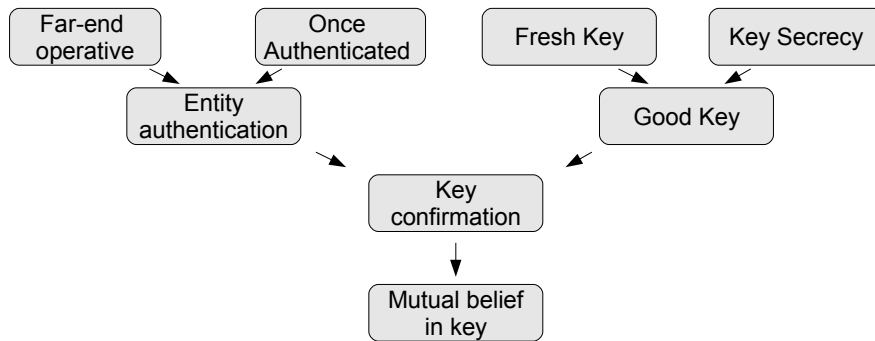 Far-end
operative
Once
Authenticated
Fresh Key
Key Secrecy
Entity
authentication
Good Key
Key
confirmation
Mutual belief
in key